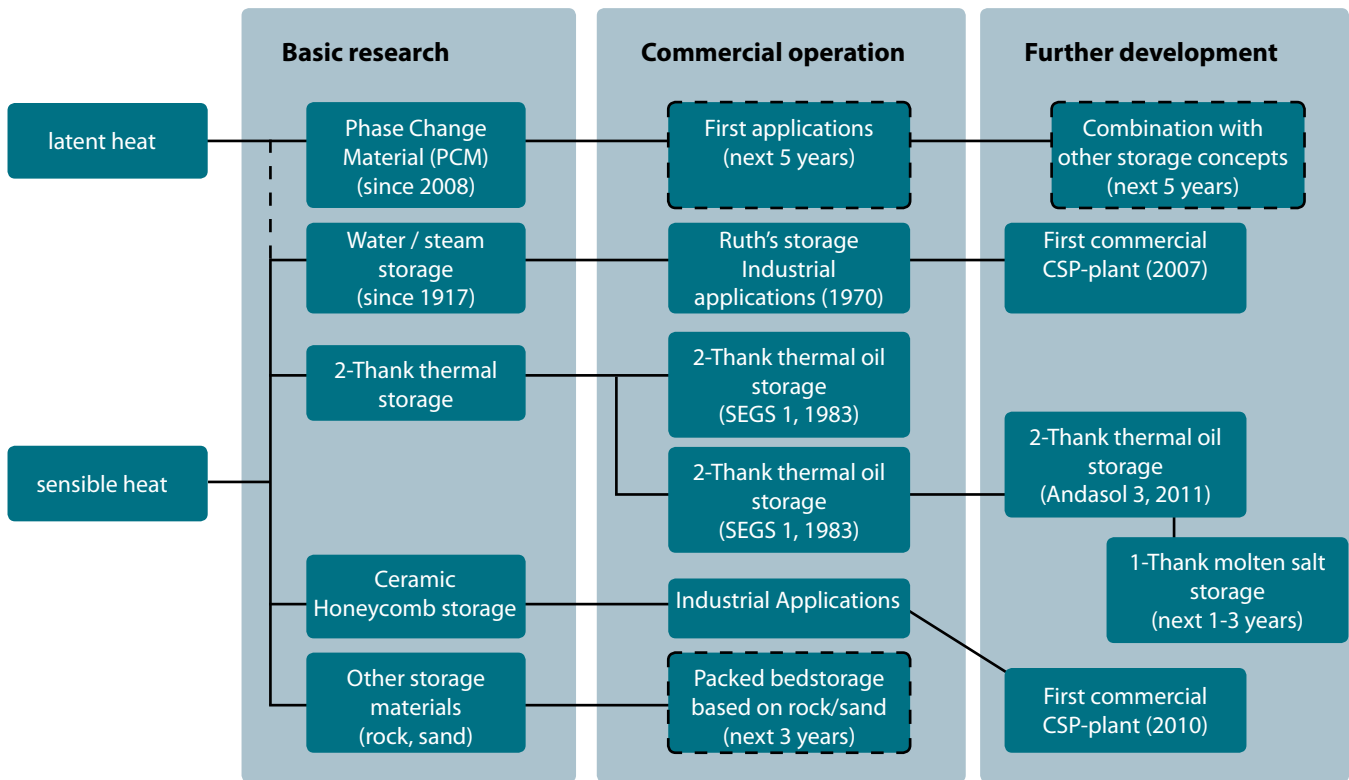 Basic research
Commercial operation
Further development
latent heat
Phase Change
Material (PCM)
(since 2008)
First applications
(next 5 years)
Combination with
other storage concepts
(next 5 years)
Water / steam
storage
(since 1917)
Ruth's storage
Industrial
applications (1970)
First commercial
CSP-plant (2007)
2-Thank thermal
storage
2-Thank thermal oil
storage
(SEGS 1, 1983)
sensible heat
2-Thank thermal oil
storage
(SEGS 1, 1983)
2-Thank thermal oil
storage
(Andasol 3, 2011)
1-Thank molten salt
storage
(next 1-3 years)
Ceramic
Honeycomb storage
Industrial Applications
Other storage
materials
(rock, sand)
Packed bedstorage
based on rock/sand
(next 3 years)
First commercial
CSP-plant (2010)